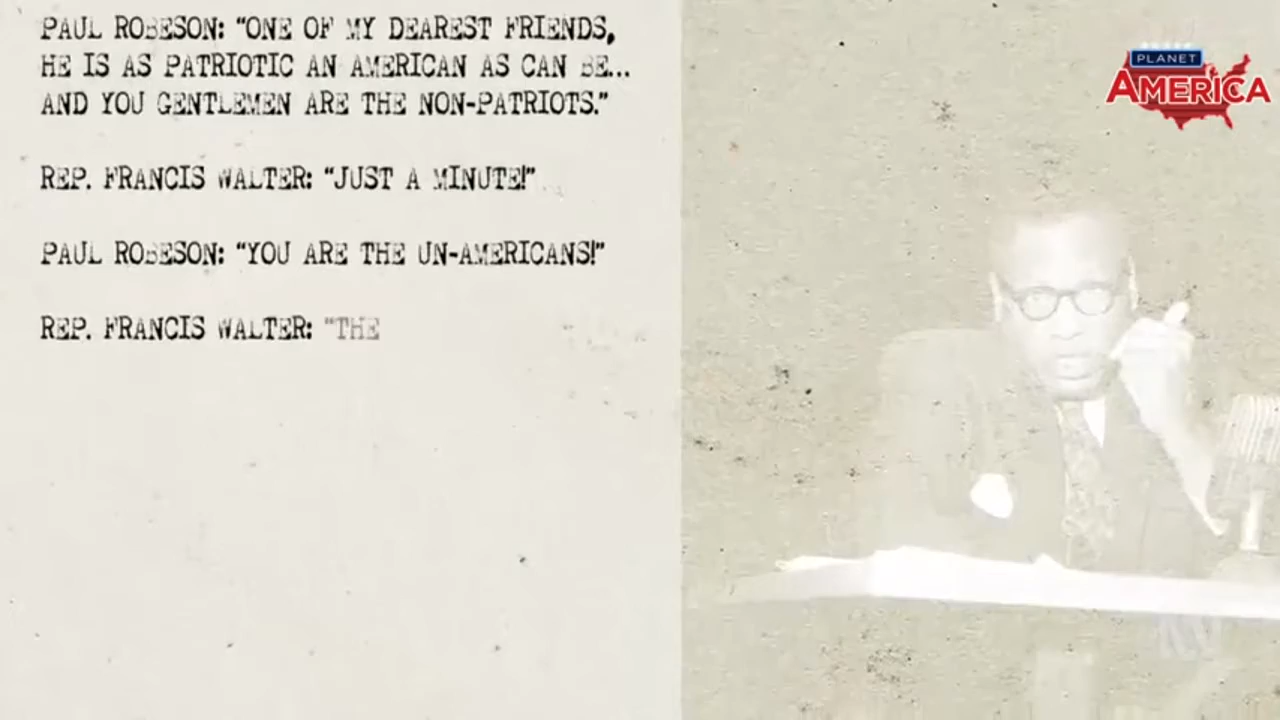 PAUL ROBESON: “ONE OF MY DEAREST FRIENDS,
HE IS AS PATRIOTIC AN AMERICAN AS CAN BE...
AND YOU GENTLEMEN ARE THE NON-PATRIOTS.”
REP. FRANCIS WALTER: “JUST A MINUTE!”
PAUL ROBESON: “YOU ARE THE UN-AMERICANS!”
REP. FRANCIS WALTER: “THE
PLANET
AMERICA